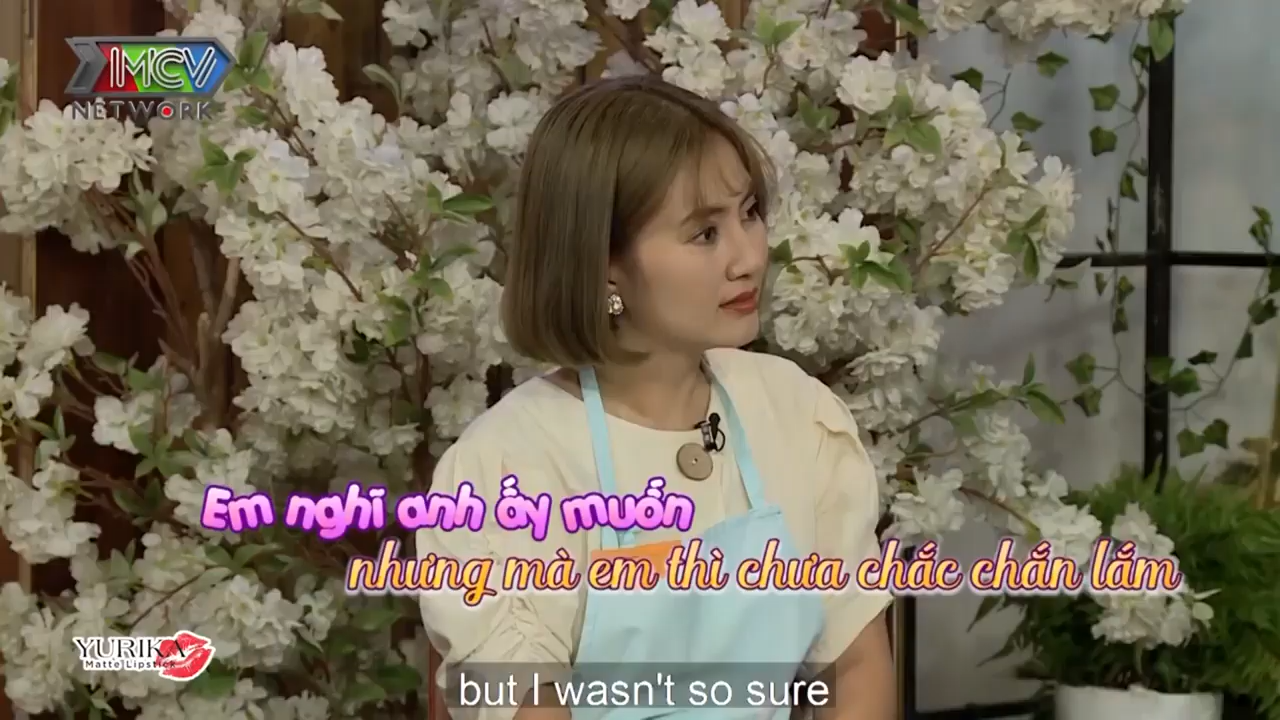 MCV
NETWORK
Em nghĩ anh ấy muốn
nhưng mà em thì chưa chắc chắn lắm
YURIKA
Matte Lipstick
but I wasn't so sure